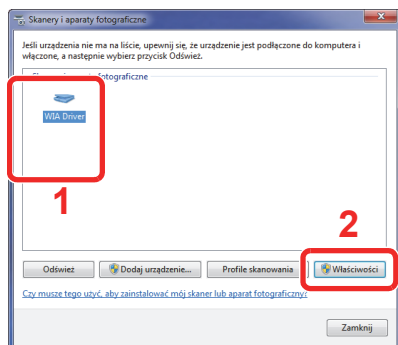 Skanery i aparaty fotograficzne
Jeśli urządzenia nie ma na liście, upewnij się, że urządzenie jest podłączone do komputera i
włączone, a następnie wybierz przycisk Odśwież.
fotograficzne
WIA Driver
1
2
Odśwież
Dodaj urządzenie...
Profile skanowania
Właściwości
Czy muszę tego użyć, aby zainstalować mój skaner lub aparat fotograficzny?
Zamknij